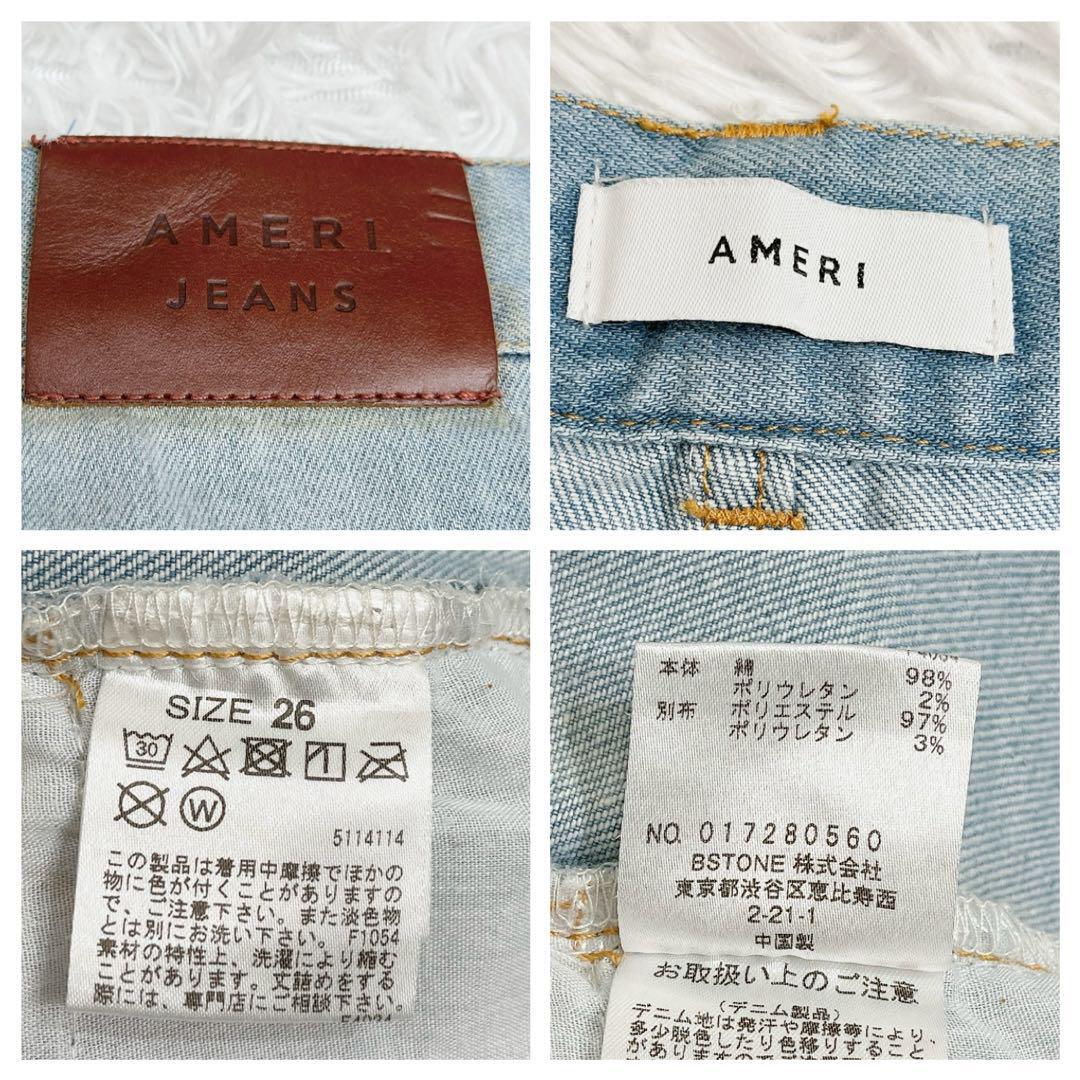 AMERI
JEANS
AMERI
SIZE 26
30
W
5114114
この製品は着用中摩擦でほかの
物に色が付くことがありますの
で、ご注意下さい。また淡色物
とは別にお洗い下さい。F1054
素材の特性上、洗濯により縮む
ことがあります。丈詰めをする
際には、専門店にご相談下さい。
本体 綿 98%
ポリウレタン 2%
別布 ポリエステル 97%
ポリウレタン 3%
NO. 017280560
BSTONE 株式会社
東京都渋谷区恵比寿西
2-21-1
中国製
お取扱い上のご注意
(デニム製品)
デニム地は発汗や摩擦等により、
多少脱色したり色移りすること
がありますので